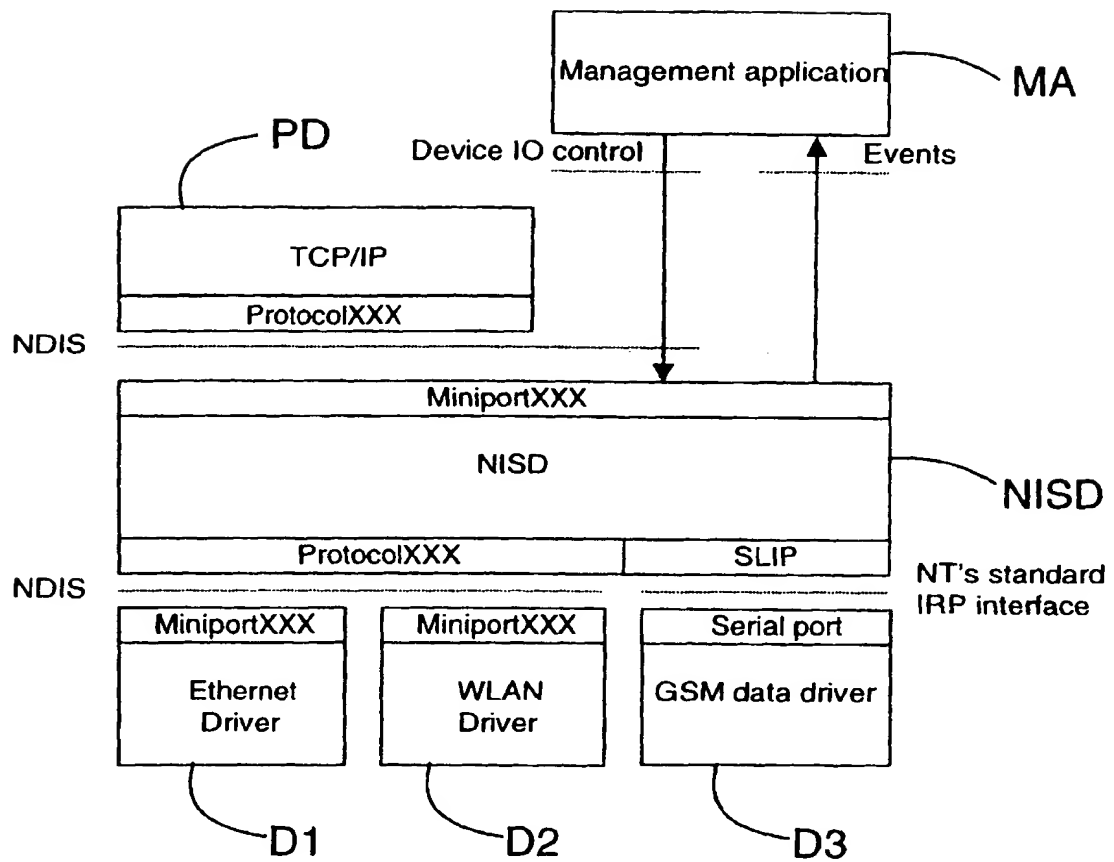 Management application
MA
PD
Device IO control
Events
TCP/IP
ProtocolXXX
NDIS
MiniportXXX
NISD
NISD
ProtocolXXX
SLIP
NDIS
NT's standard
IRP interface
MiniportXXX
MiniportXXX
Serial port
Ethernet
Driver
WLAN
Driver
GSM data driver
D1
D2
D3